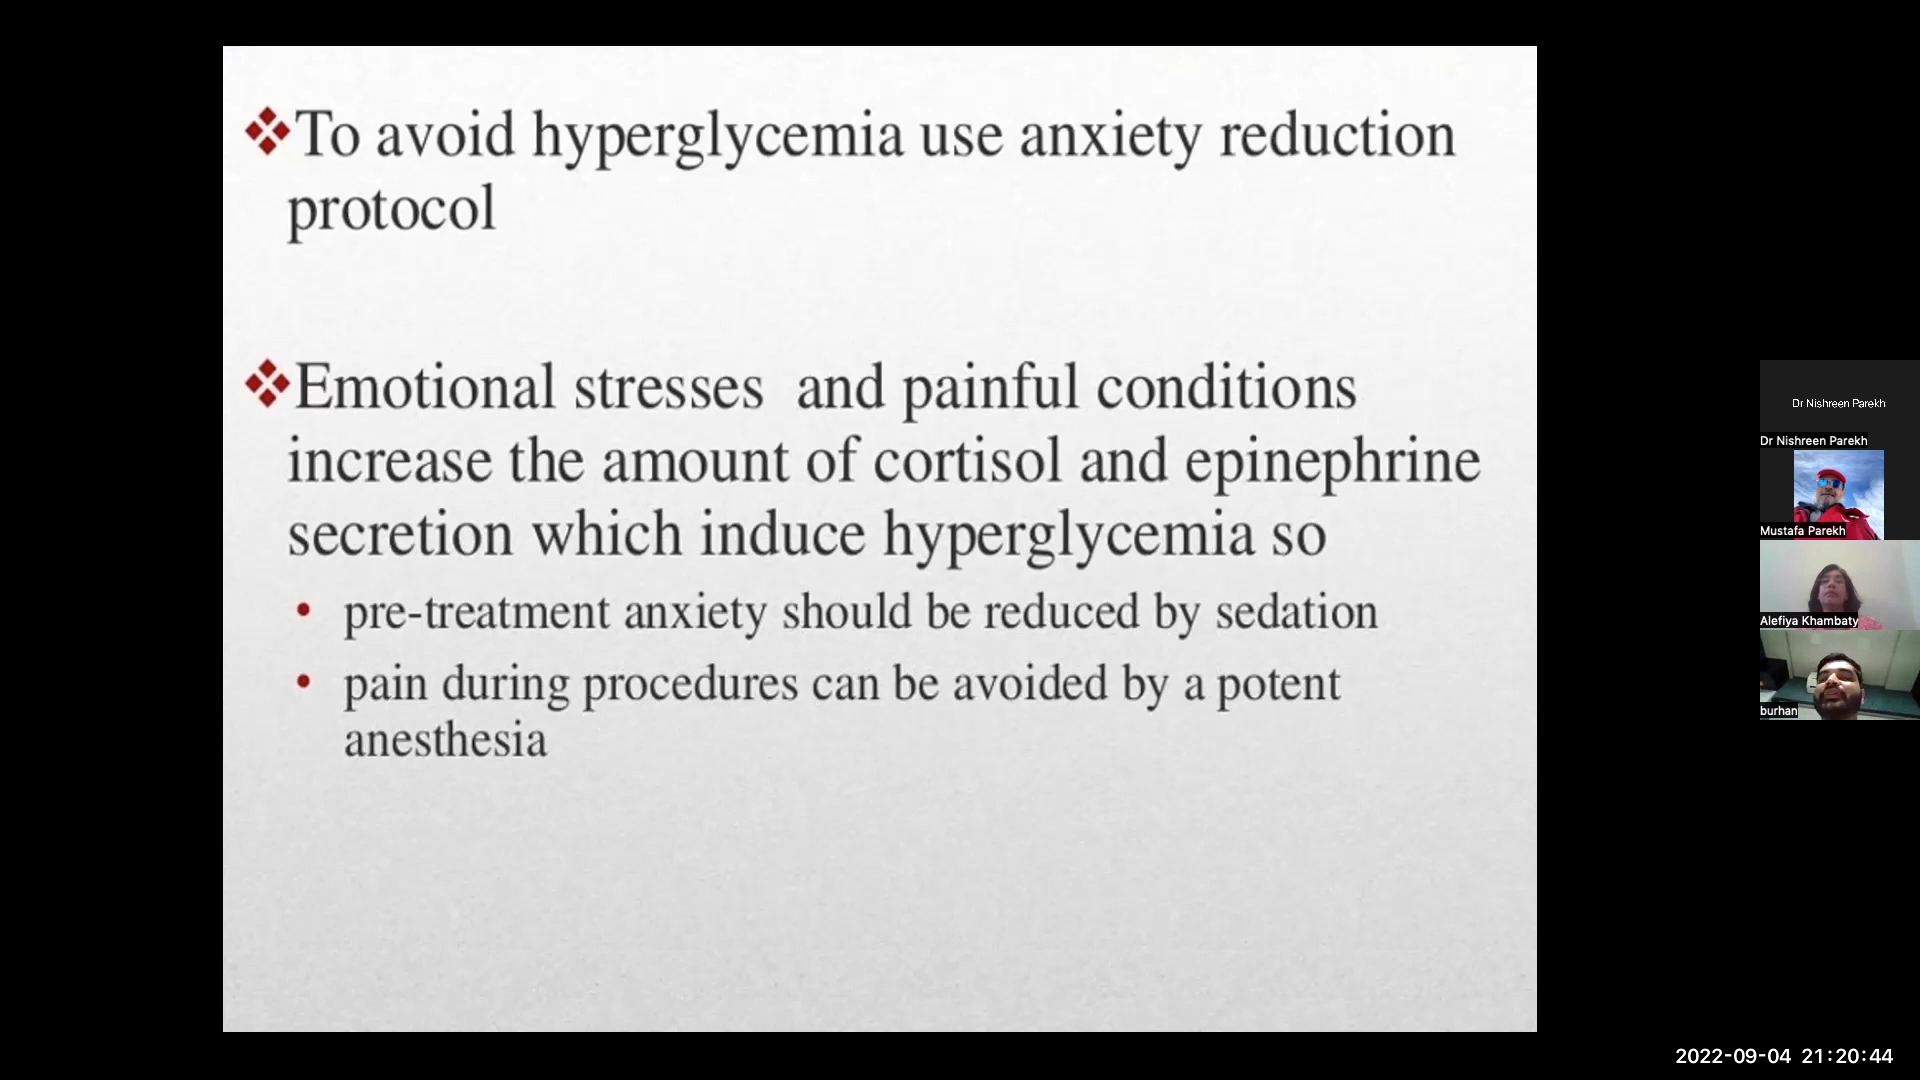 To avoid hyperglycemia use anxiety reduction
protocol
Emotional stresses and painful conditions
increase the amount of cortisol and epinephrine
secretion which induce hyperglycemia so
• pre-treatment anxiety should be reduced by sedation
• pain during procedures can be avoided by a potent
anesthesia
Dr Nishreen Parekh
Dr Nishreen Parekh
Mustafa Parekh
Alefiya Khambaty
burhan
2022-09-04 21:20:44